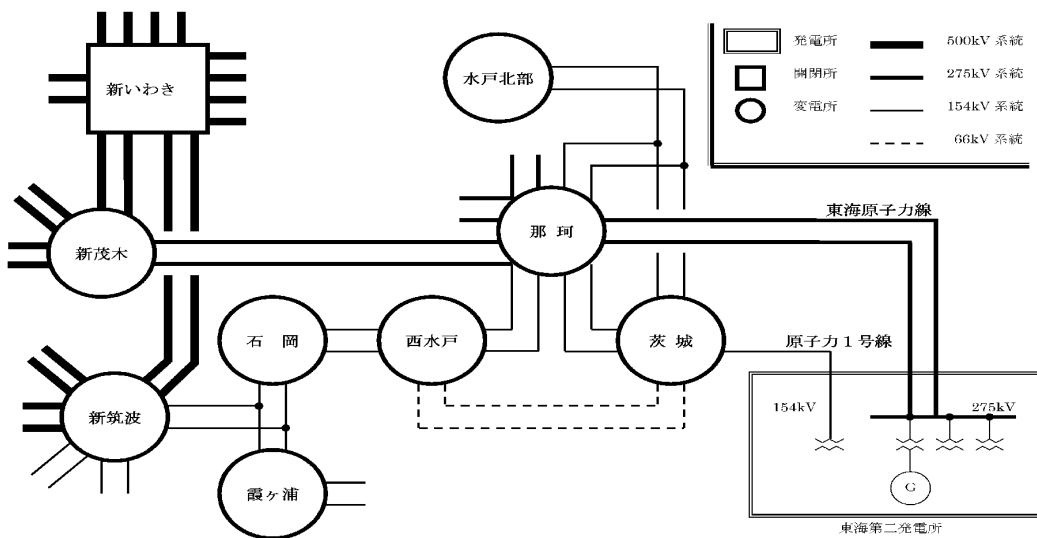 新いわき
水戸北部
発電所
500kV 系統
開閉所
275kV 系統
変電所
154kV 系統
66kV 系統
東海原子力線
那珂
新茂木
石岡
西水戸
茨城
原子力１号線
新筑波
154kV
275kV
霞ヶ浦
G
東海第二発電所